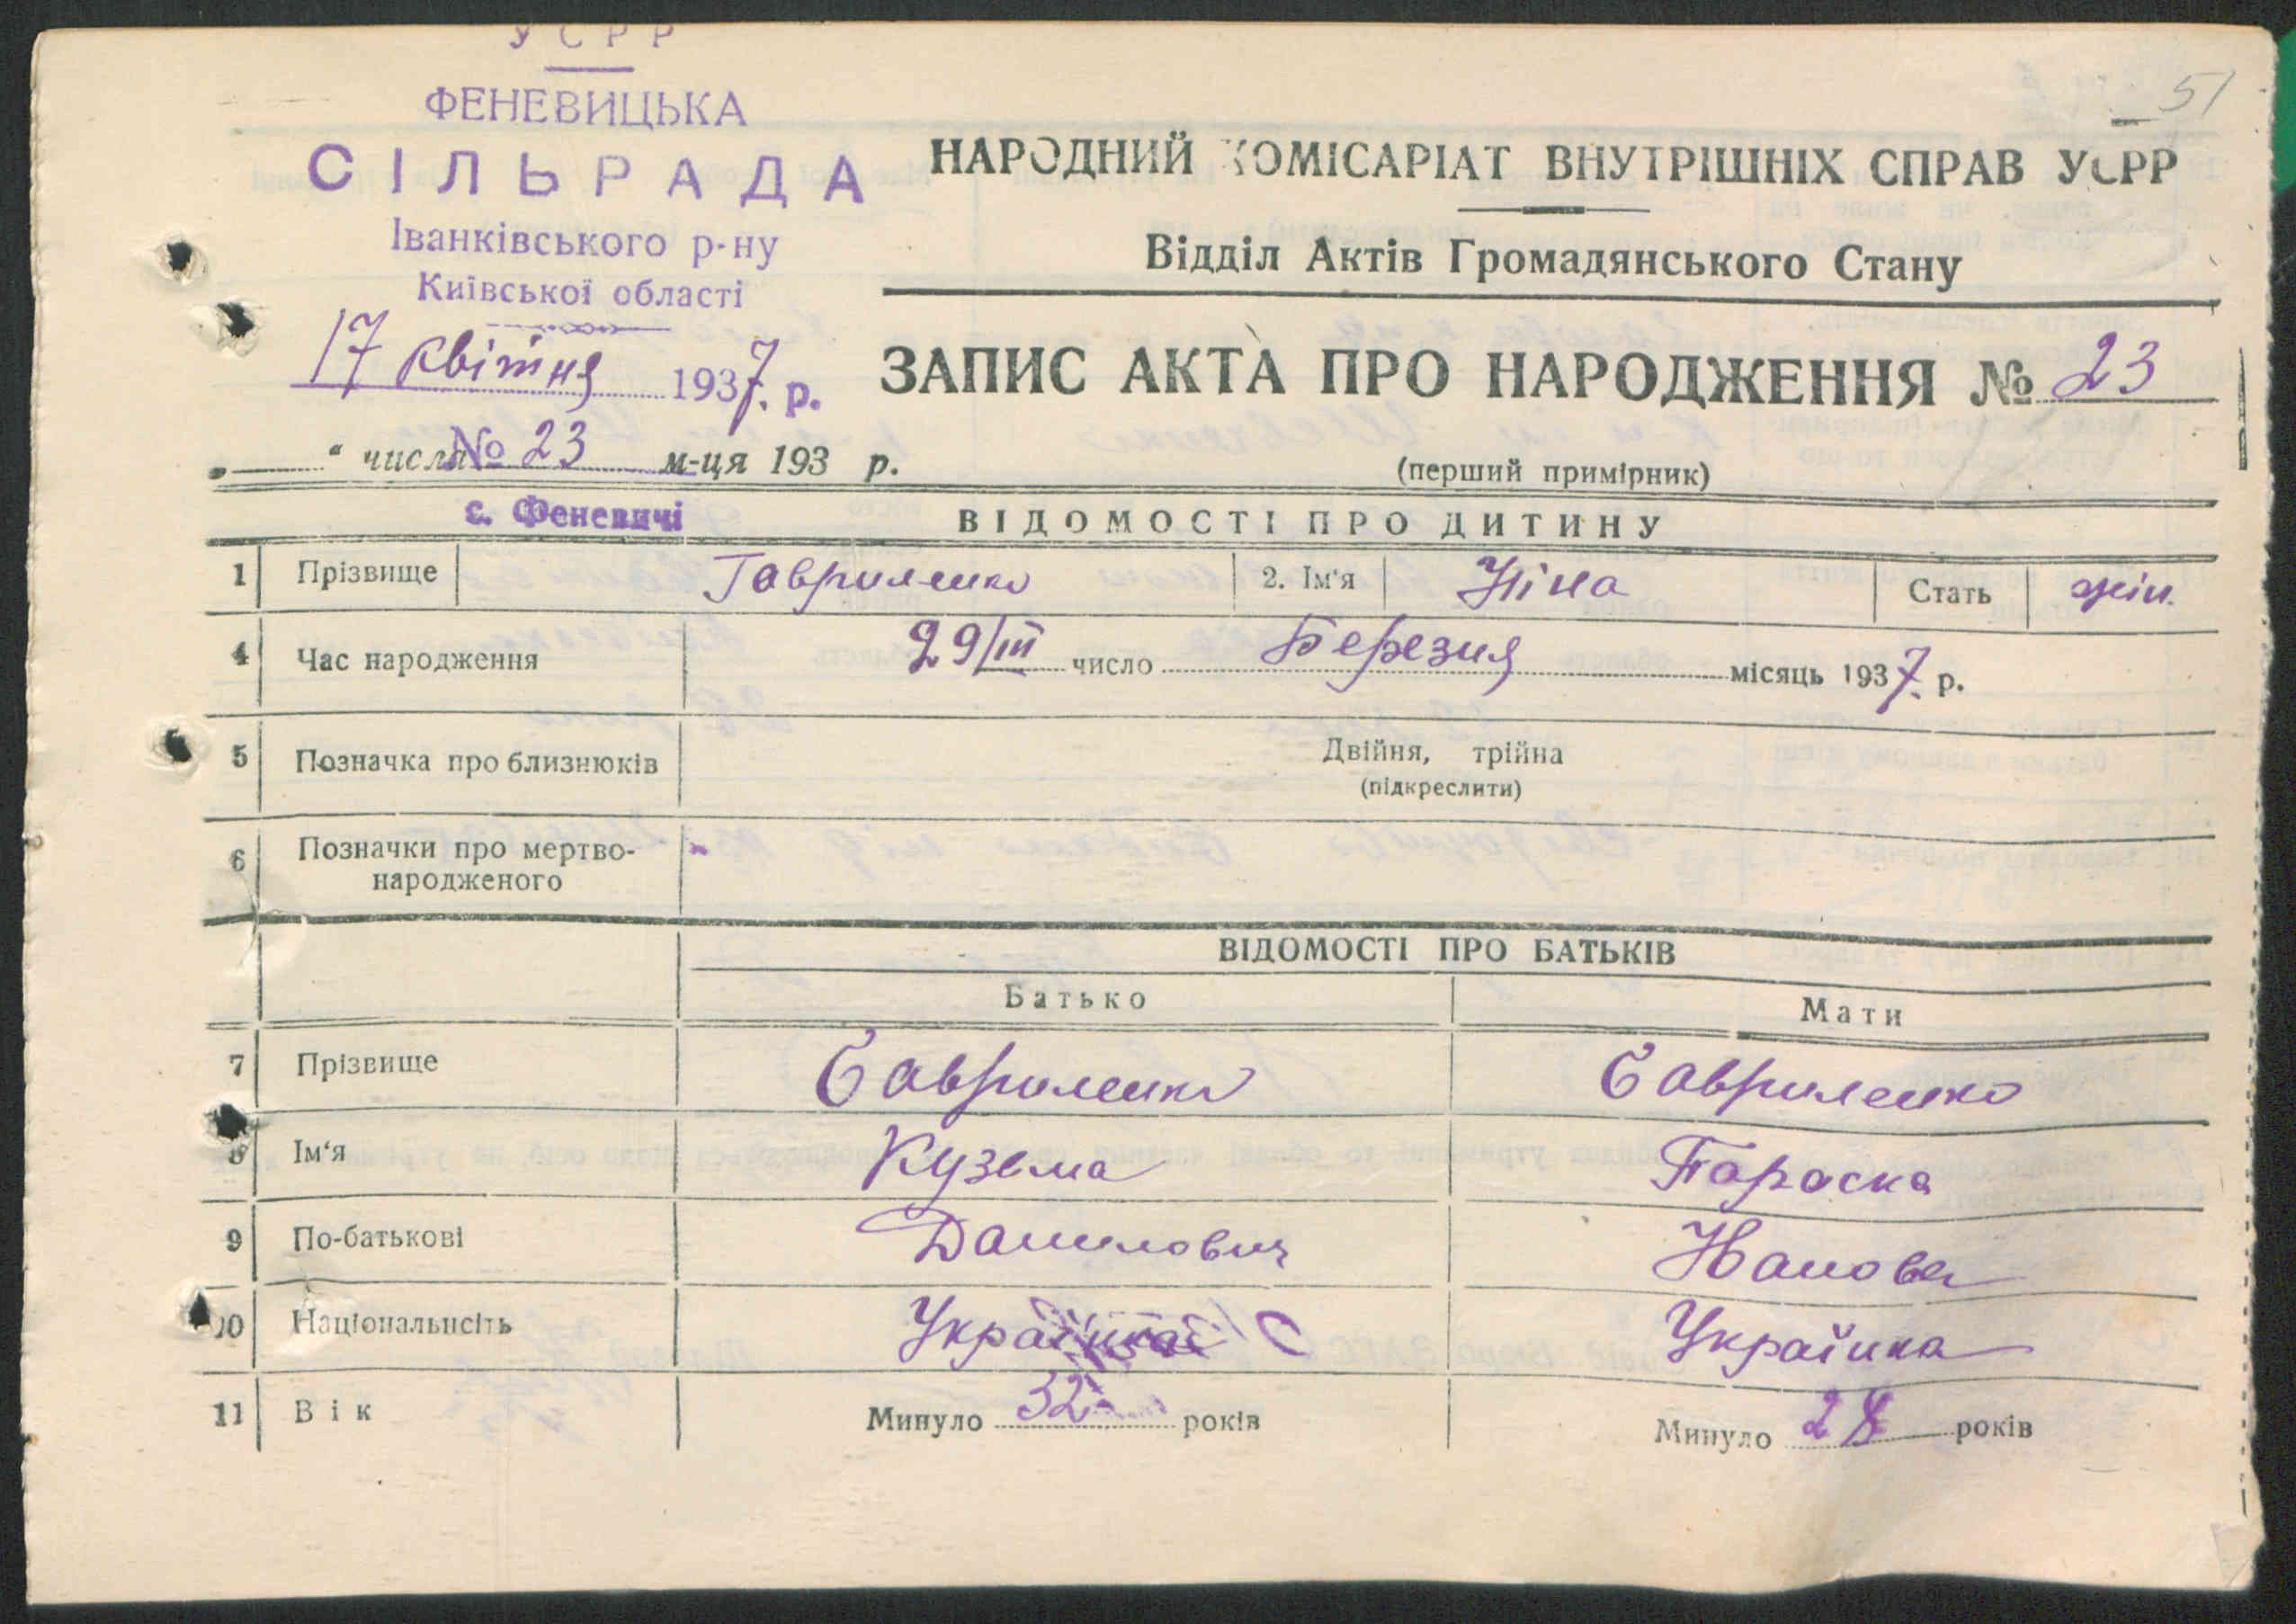 УСРР
ФЕНЕВИЦЬКА
СІЛЬРАДА
Іванківського р-ну
Київської області
17 квітня 1937. р.
„ “ числа № 23 м-ця 193 р.
с. Феневичі
51
НАРОДНИЙ КОМІСАРІАТ ВНУТРІШНІХ СПРАВ УСРР
Відділ Актів Громадянського Стану
ЗАПИС АКТА ПРО НАРОДЖЕННЯ № 23
(перший примірник)
ВІДОМОСТІ ПРО ДИТИНУ
1 Прізвище Гавриленко 2. Ім'я Ніна Стать жін.
4 Час народження 29/III число Березня місяць 1937. р.
5 Позначка про близнюків Двійня, трійна
(підкреслити)
6 Позначки про мертво-
народженого
ВІДОМОСТІ ПРО БАТЬКІВ
Батько Мати
7 Прізвище Гавриленко Гавриленко
8 Ім'я Кузьма Параска
9 По-батькові Данилович
10 Національність Українка
11 Вік Минуло 32 років Минуло 28 років